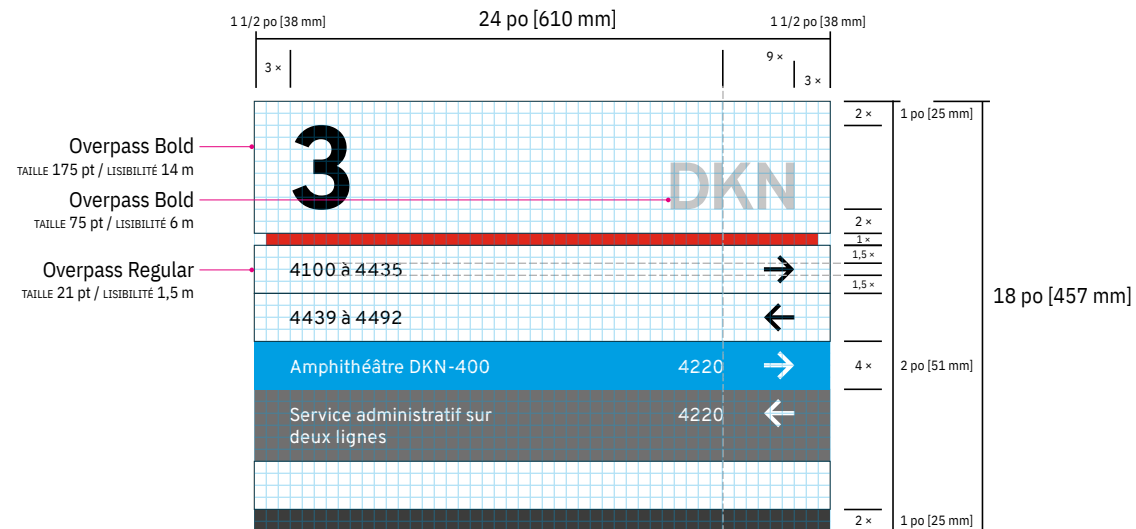 1 1/2 po [38 mm] 24 po [610 mm] 1 1/2 po [38 mm]
3 × 9 × 3 ×
2 × 1 po [25 mm]
Overpass Bold
TAILLE 175 pt / LISIBILITÉ 14 m
3 DKN
Overpass Bold
TAILLE 75 pt / LISIBILITÉ 6 m
2 ×
1 ×
1,5 ×
Overpass Regular
TAILLE 21 pt / LISIBILITÉ 1,5 m
4100 à 4435 →
1,5 ×
18 po [457 mm]
4439 à 4492 ←
Amphithéâtre DKN-400 4220 → 4 × 2 po [51 mm]
Service administratif sur 4220 ←
deux lignes
2 × 1 po [25 mm]